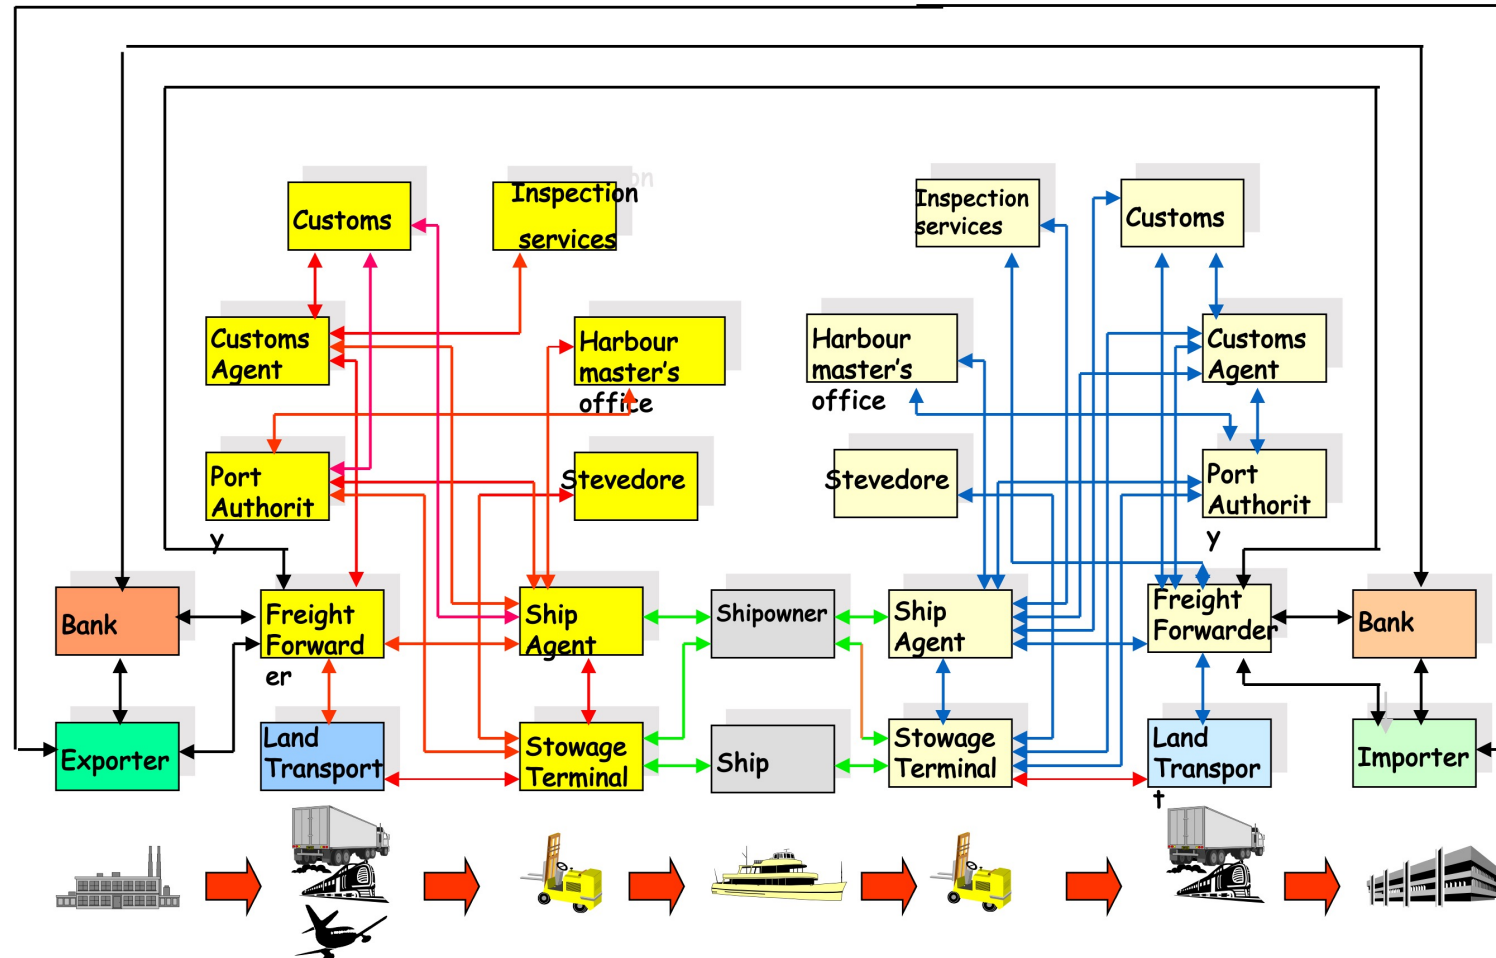 Customs
Inspection
services
Inspection
services
Customs
Customs
Agent
Harbour
master's
office
Harbour
master's
office
Customs
Agent
Port
Authorit
y
Stevedore
Stevedore
Port
Authorit
y
Bank
Freight
Forward
er
Ship
Agent
Shipowner
Ship
Agent
Freight
Forwarder
Bank
Exporter
Land
Transport
Stowage
Terminal
Ship
Stowage
Terminal
Land
Transpor
t
Importer